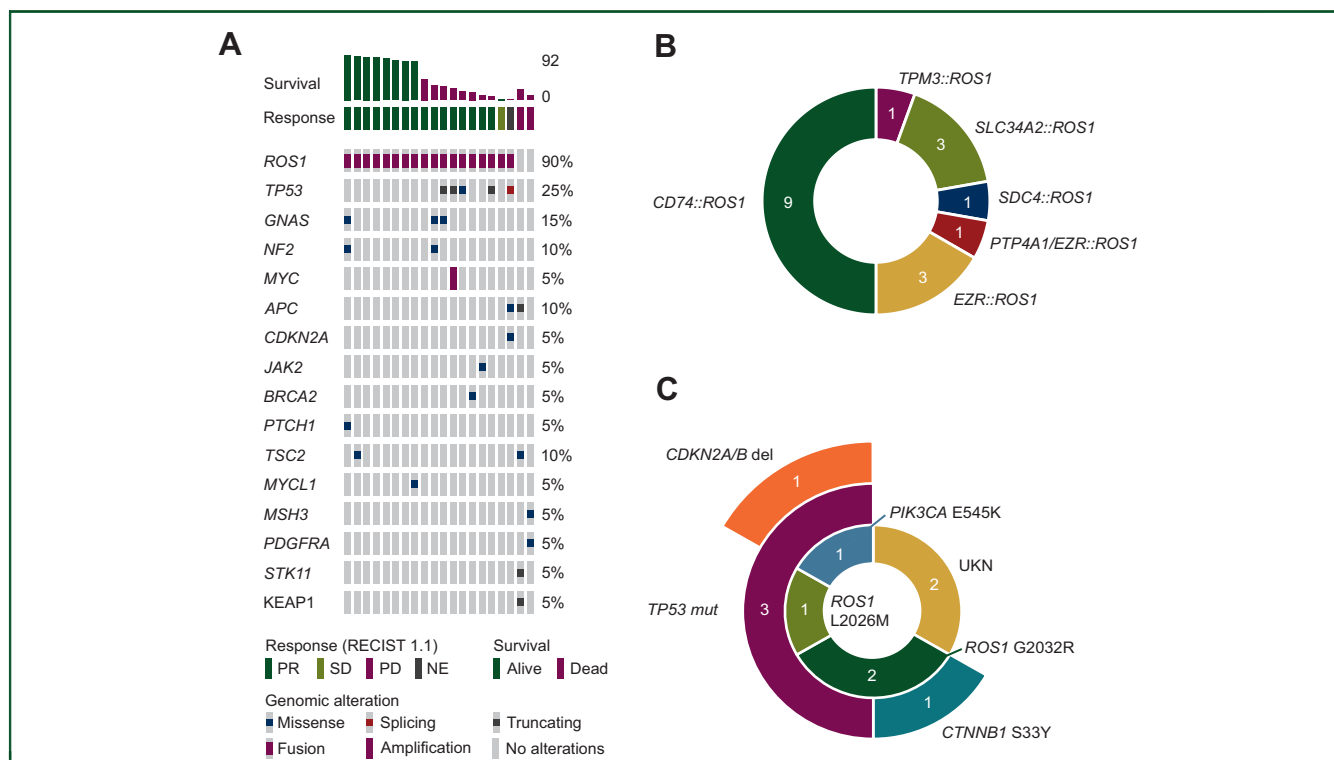 A
Survival
92
0
Response
ROS1 90%
TP53 25%
GNAS 15%
NF2 10%
MYC 5%
APC 10%
CDKN2A 5%
JAK2 5%
BRCA2 5%
PTCH1 5%
TSC2 10%
MYCL1 5%
MSH3 5%
PDGFRA 5%
STK11 5%
KEAP1 5%
Response (RECIST 1.1) Survival
PR SD PD NE Alive Dead
Genomic alteration
Missense Splicing Truncating
Fusion Amplification No alterations
B
TPM3::ROS1
1
SLC34A2::ROS1
3
CD74::ROS1
9
SDC4::ROS1
1
PTP4A1/EZR::ROS1
1
EZR::ROS1
3
C
CDKN2A/B del
1
PIK3CA E545K
1
UKN
2
TP53 mut
3
1
ROS1
L2026M
ROS1 G2032R
2
1
CTNNB1 S33Y